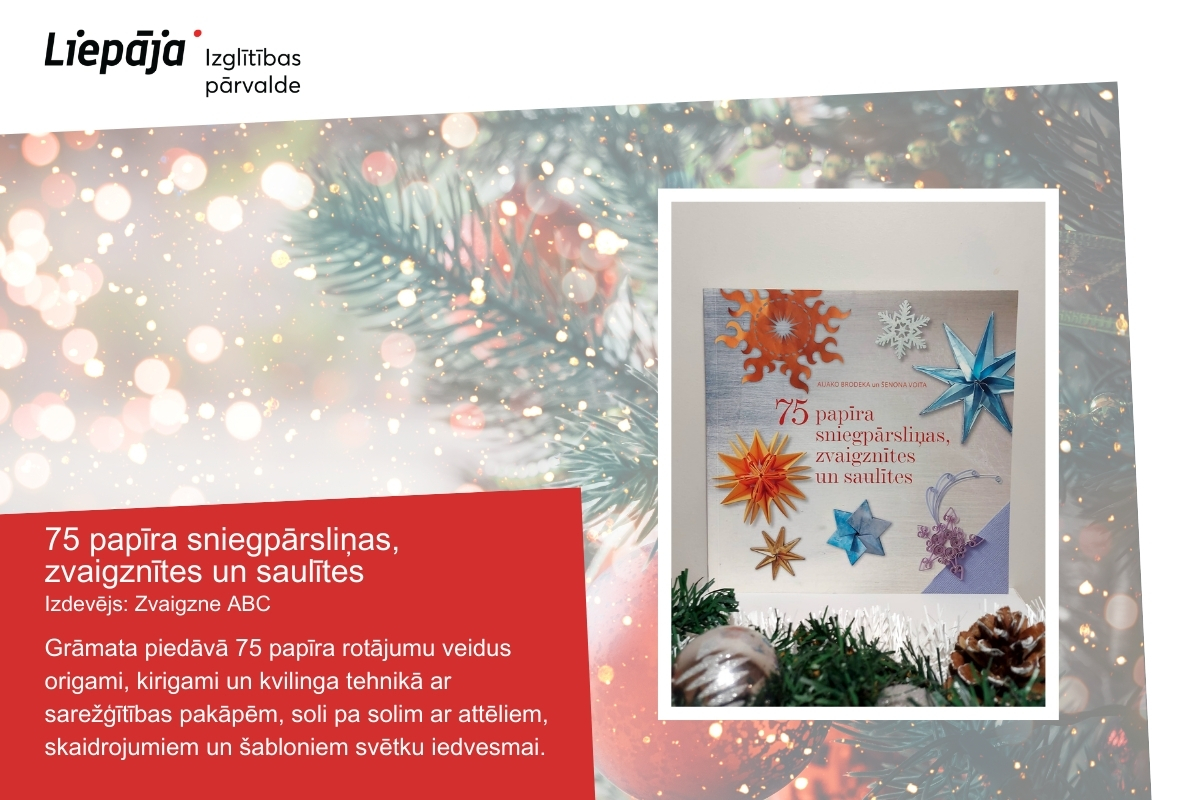 Liepāja
Izglītības
pārvalde
AIJAKO BRODEKA un ŠENONA VOITA
75 papīra
sniegpārsliņas,
zvaigznītes
un saulītes
75 papīra sniegpārsliņas,
zvaigznītes un saulītes
Izdevējs: Zvaigzne ABC
Grāmata piedāvā 75 papīra rotājumu veidus
origami, kirigami un kvilinga tehnikā ar
sarežģītības pakāpēm, soli pa solim ar attēliem,
skaidrojumiem un šabloniem svētku iedvesmai.